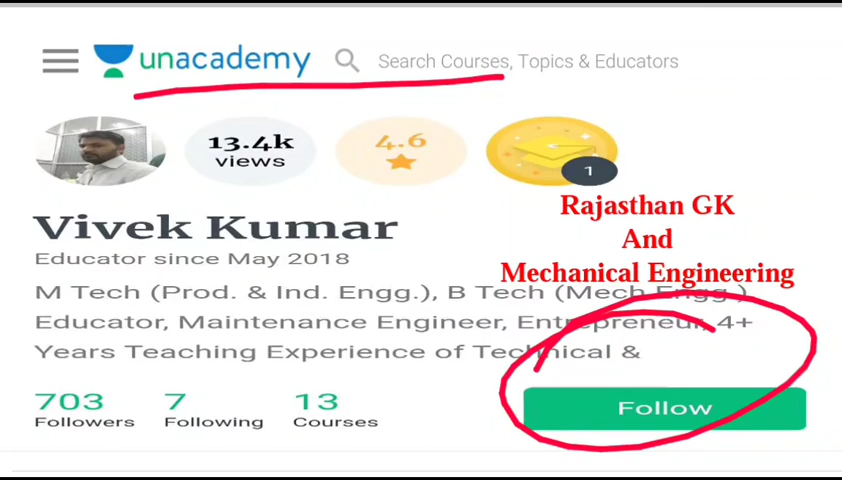 unacademy Search Courses, Topics & Educators
13.4k
views
4.6
1
Rajasthan GK
And
Mechanical Engineering
Vivek Kumar
Educator since May 2018
M Tech (Prod. & Ind. Engg.), B Tech (Mech Engg.)
Educator, Maintenance Engineer, Entrepreneur, 4+
Years Teaching Experience of Technical &
703 7 13
Followers Following Courses
Follow